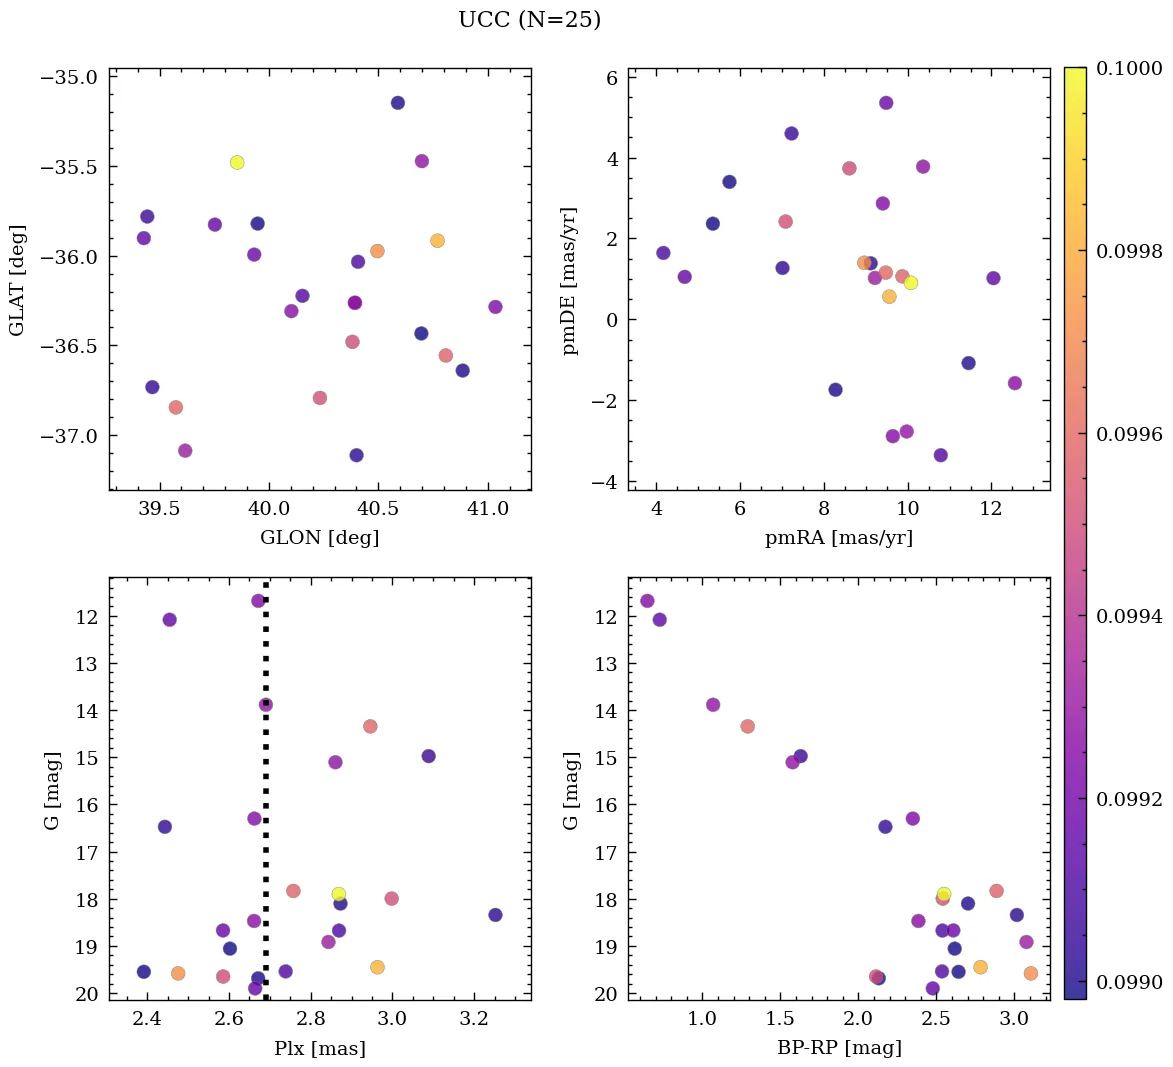 UCC (N=25)
−35.0
−35.5
−36.0
−36.5
−37.0
GLAT [deg]
39.5 40.0 40.5 41.0
GLON [deg]
6
4
2
0
−2
−4
pmDE [mas/yr]
4 6 8 10 12
pmRA [mas/yr]
0.1000
0.0998
0.0996
0.0994
0.0992
0.0990
12
13
14
15
16
17
18
19
20
G [mag]
2.4 2.6 2.8 3.0 3.2
Plx [mas]
12
13
14
15
16
17
18
19
20
G [mag]
1.0 1.5 2.0 2.5 3.0
BP-RP [mag]